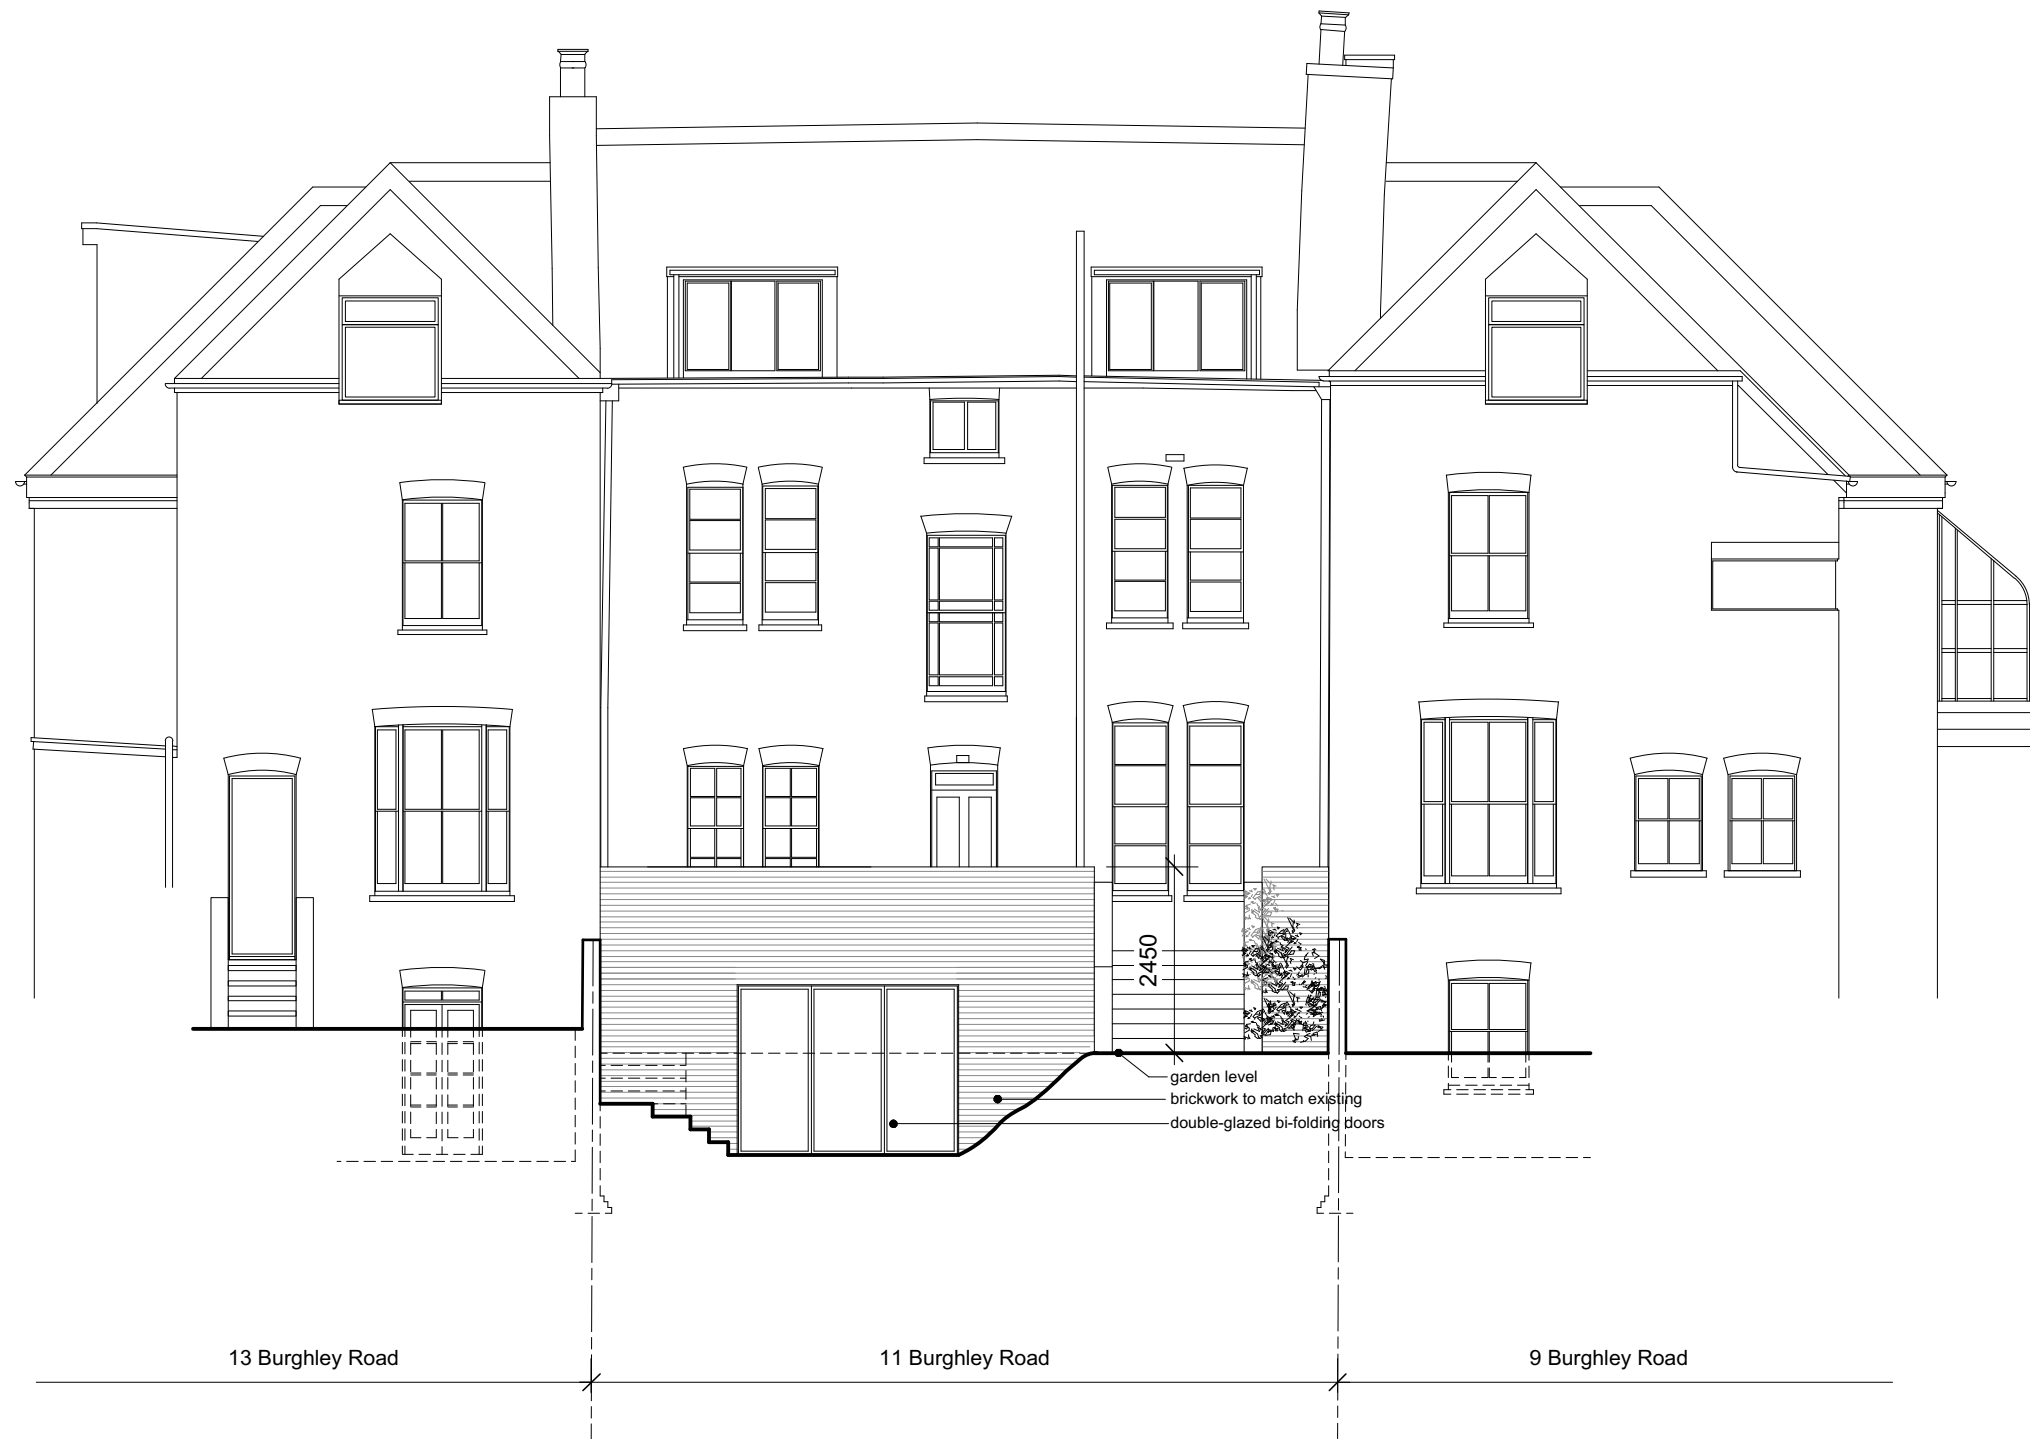 2450
garden level
brickwork to match existing
double-glazed bi-folding doors
13 Burghley Road
11 Burghley Road
9 Burghley Road